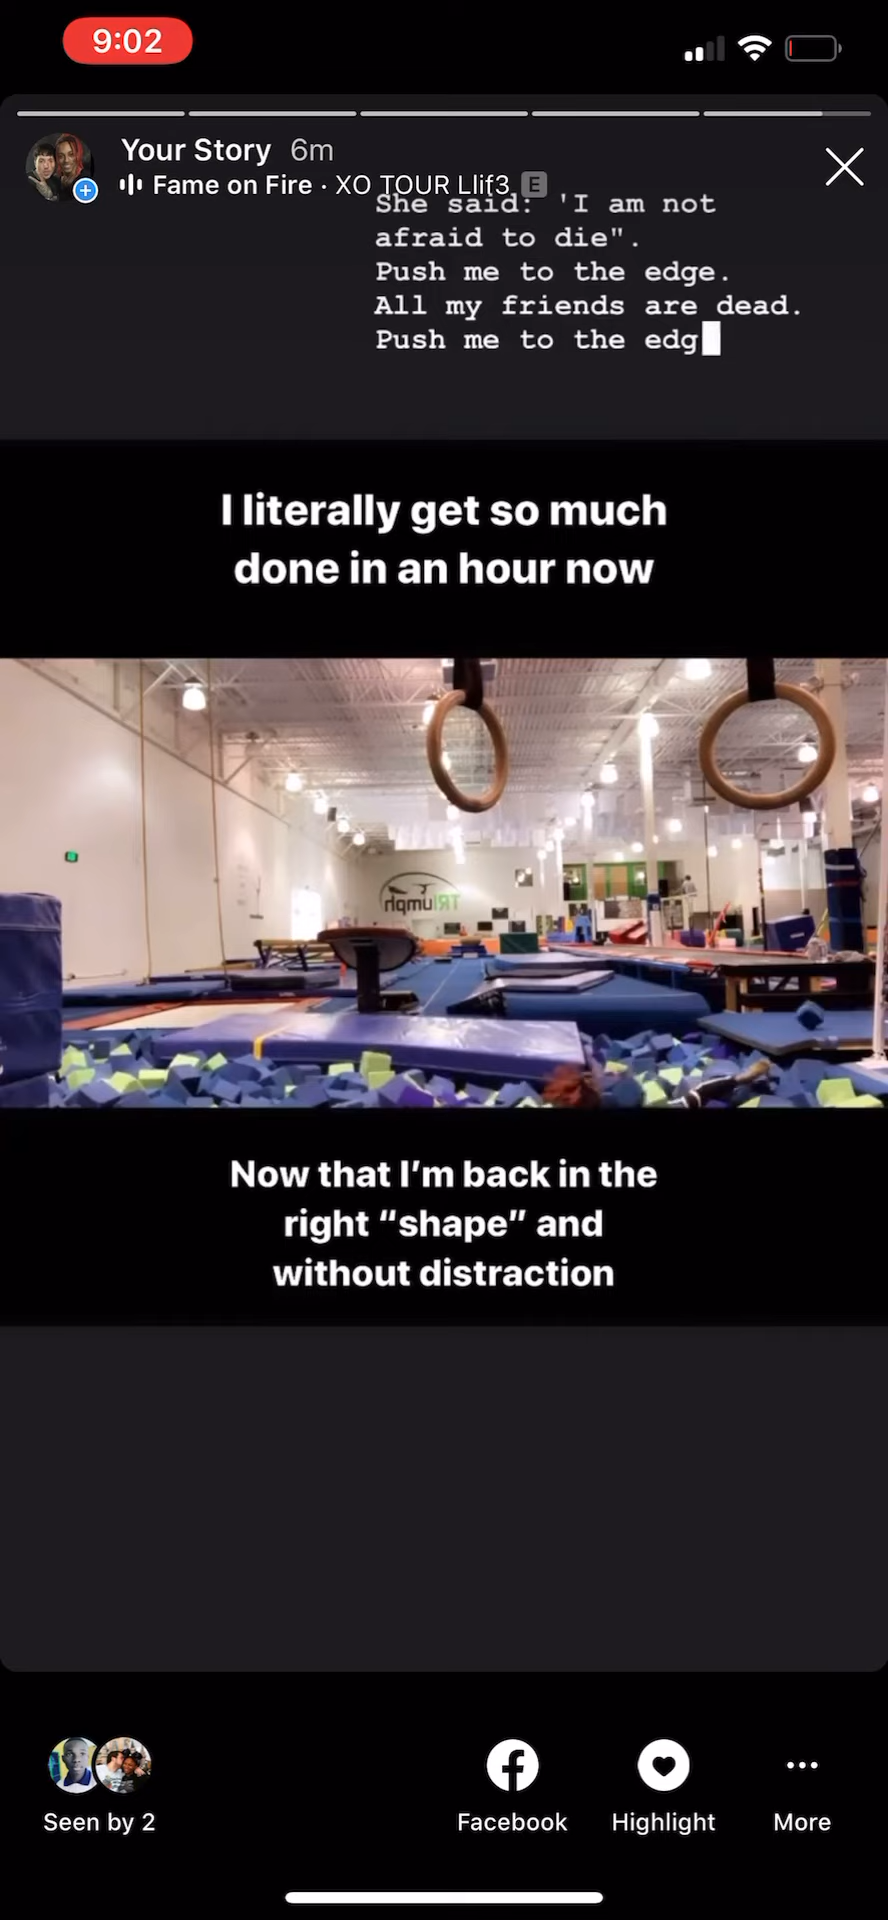 9:02
Your Story 6m
Fame on Fire · XO TOUR Llif3 E
She said: 'I am not
afraid to die".
Push me to the edge.
All my friends are dead.
Push me to the edg
I literally get so much
done in an hour now
TRIumph
Now that I’m back in the
right “shape” and
without distraction
Seen by 2
Facebook
Highlight
More